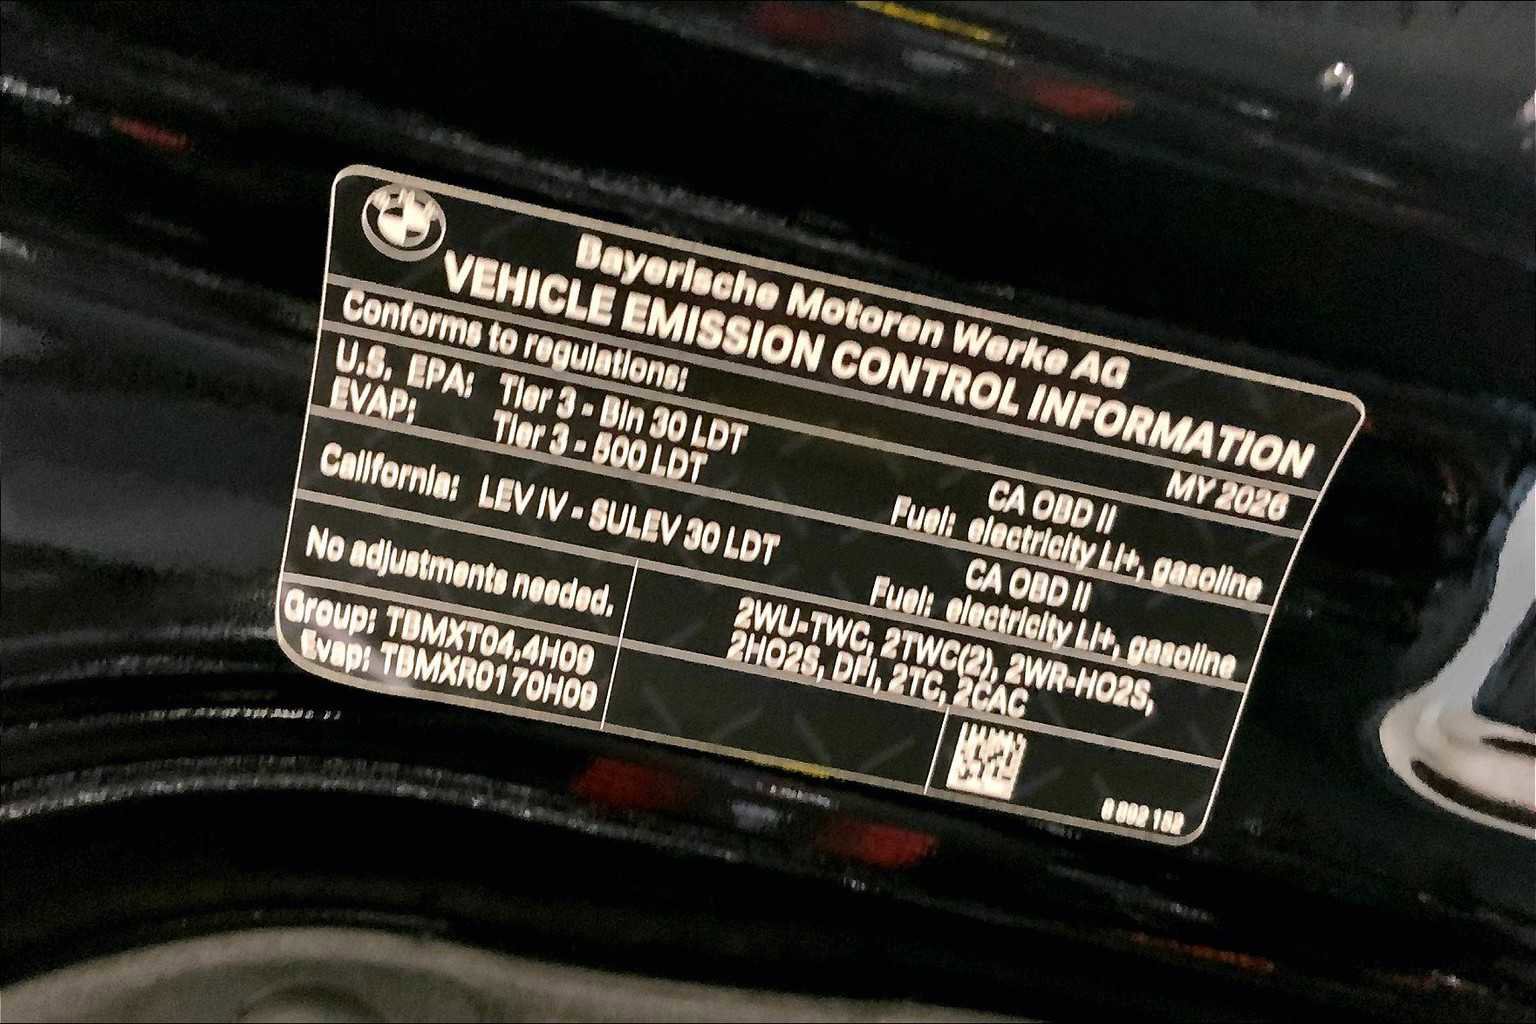 BMW
Bayerische Motoren Werke AG
VEHICLE EMISSION CONTROL INFORMATION
Conforms to regulations: MY 2026
U.S. EPA: Tier 3 - Bin 30 LDT CA OBD II
EVAP: Tier 3 - 500 LDT Fuel: electricity Li+, gasoline
California: LEV IV - SULEV 30 LDT CA OBD II
Fuel: electricity Li+, gasoline
No adjustments needed.
2WU-TWC, 2TWC(2), 2WR-HO2S,
2HO2S, DFI, 2TC, 2CAC
Group: TBMXT04.4H09
Evap: TBMXR0170H09